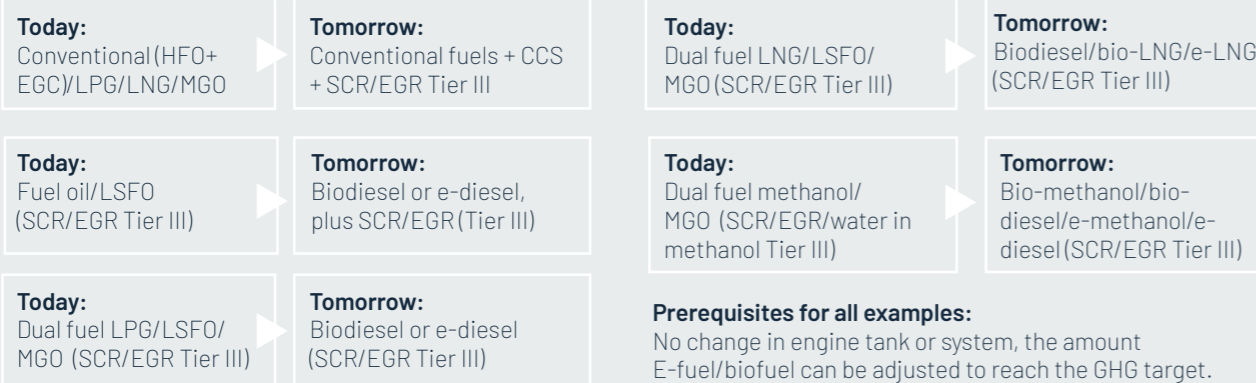 Today:
Conventional (HFO+
EGC)/LPG/LNG/MGO
Tomorrow:
Conventional fuels + CCS
+ SCR/EGR Tier III
Today:
Fuel oil/LSFO
(SCR/EGR Tier III)
Tomorrow:
Biodiesel or e-diesel,
plus SCR/EGR (Tier III)
Today:
Dual fuel LPG/LSFO/
MGO (SCR/EGR Tier III)
Tomorrow:
Biodiesel or e-diesel
(SCR/EGR Tier III)
Today:
Dual fuel LNG/LSFO/
MGO (SCR/EGR Tier III)
Tomorrow:
Biodiesel/bio-LNG/e-LNG
(SCR/EGR Tier III)
Today:
Dual fuel methanol/
MGO (SCR/EGR/water in
methanol Tier III)
Tomorrow:
Bio-methanol/bio-
diesel/e-methanol/e-
diesel (SCR/EGR Tier III)
Prerequisites for all examples:
No change in engine tank or system, the amount
E-fuel/biofuel can be adjusted to reach the GHG target.